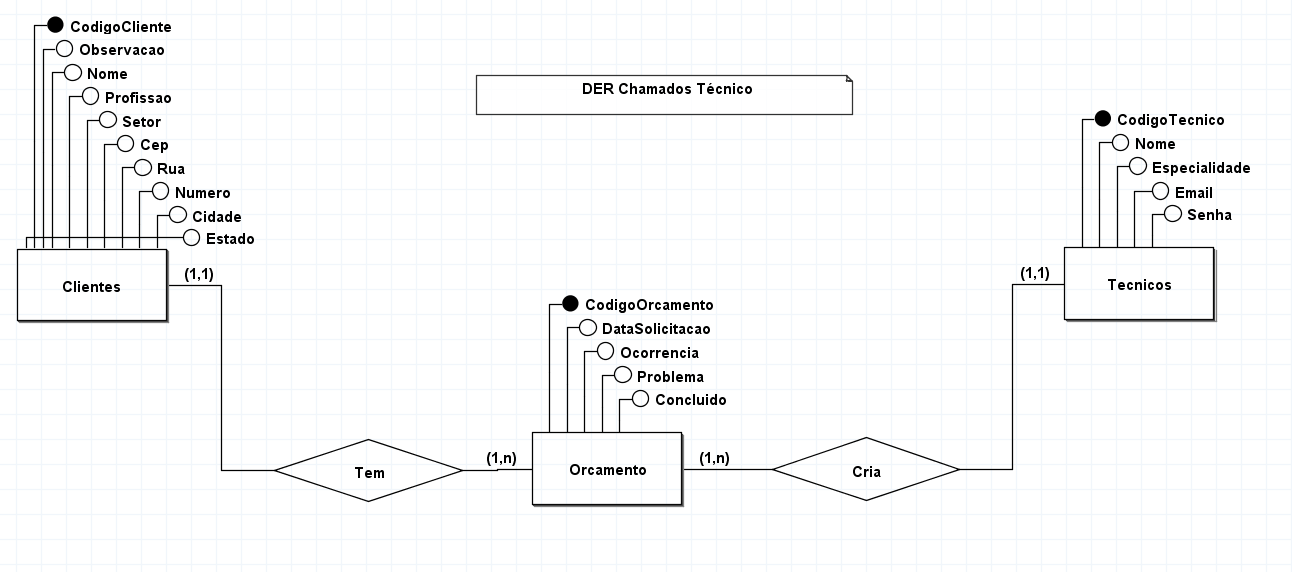 CodigoCliente
Observacao
Nome
Profissao
Setor
Cep
Rua
Numero
Cidade
Estado
Clientes
(1,1)
DER Chamados Técnico
CodigoTecnico
Nome
Especialidade
Email
Senha
(1,1)
Tecnicos
CodigoOrcamento
DataSolicitacao
Ocorrencia
Problema
Concluido
Tem
(1,n)
Orcamento
(1,n)
Cria